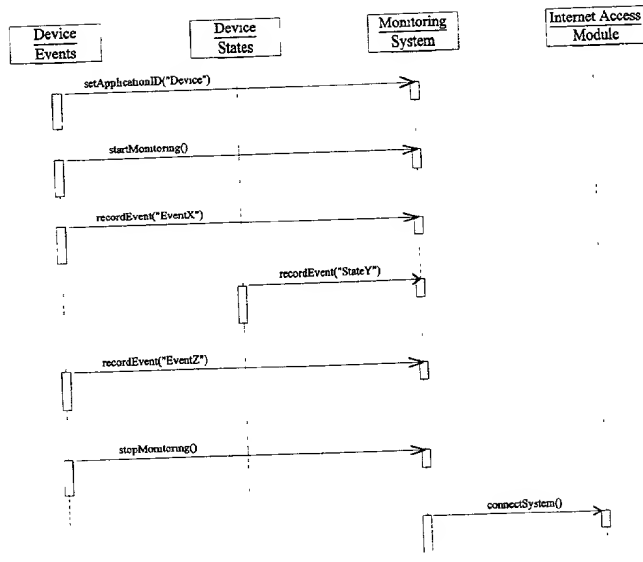 Device
Events
Device
States
Monitoring
System
Internet Access
Module
setApplicationID("Device")
startMonitoring()
recordEvent("EventX")
recordEvent("StateY")
recordEvent("EventZ")
stopMonitoring()
connectSystem()